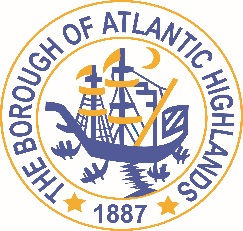 THE BOROUGH OF ATLANTIC HIGHLANDS
1887